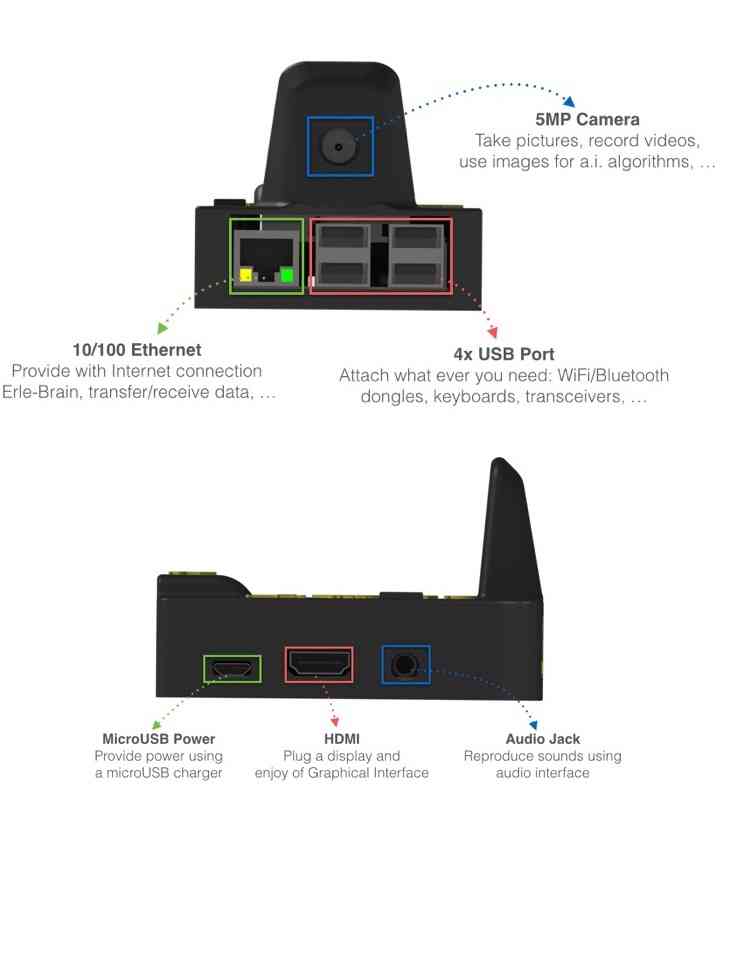 5MP Camera
Take pictures, record videos,
use images for a.i. algorithms, ...
10/100 Ethernet
Provide with Internet connection
Erle-Brain, transfer/receive data, ...
4x USB Port
Attach what ever you need: WiFi/Bluetooth
dongles, keyboards, transceivers, ...
MicroUSB Power
Provide power using
a microUSB charger
HDMI
Plug a display and
enjoy of Graphical Interface
Audio Jack
Reproduce sounds using
audio interface